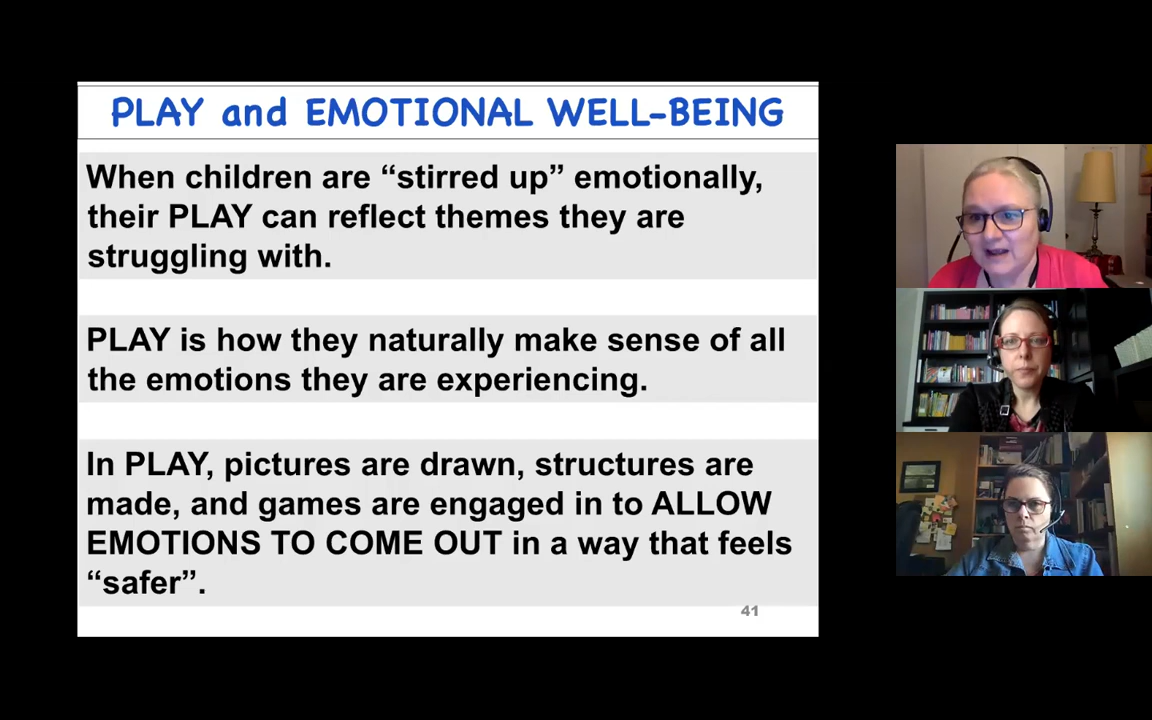 PLAY and EMOTIONAL WELL-BEING
When children are “stirred up” emotionally,
their PLAY can reflect themes they are
struggling with.
PLAY is how they naturally make sense of all
the emotions they are experiencing.
In PLAY, pictures are drawn, structures are
made, and games are engaged in to ALLOW
EMOTIONS TO COME OUT in a way that feels
“safer”.
41